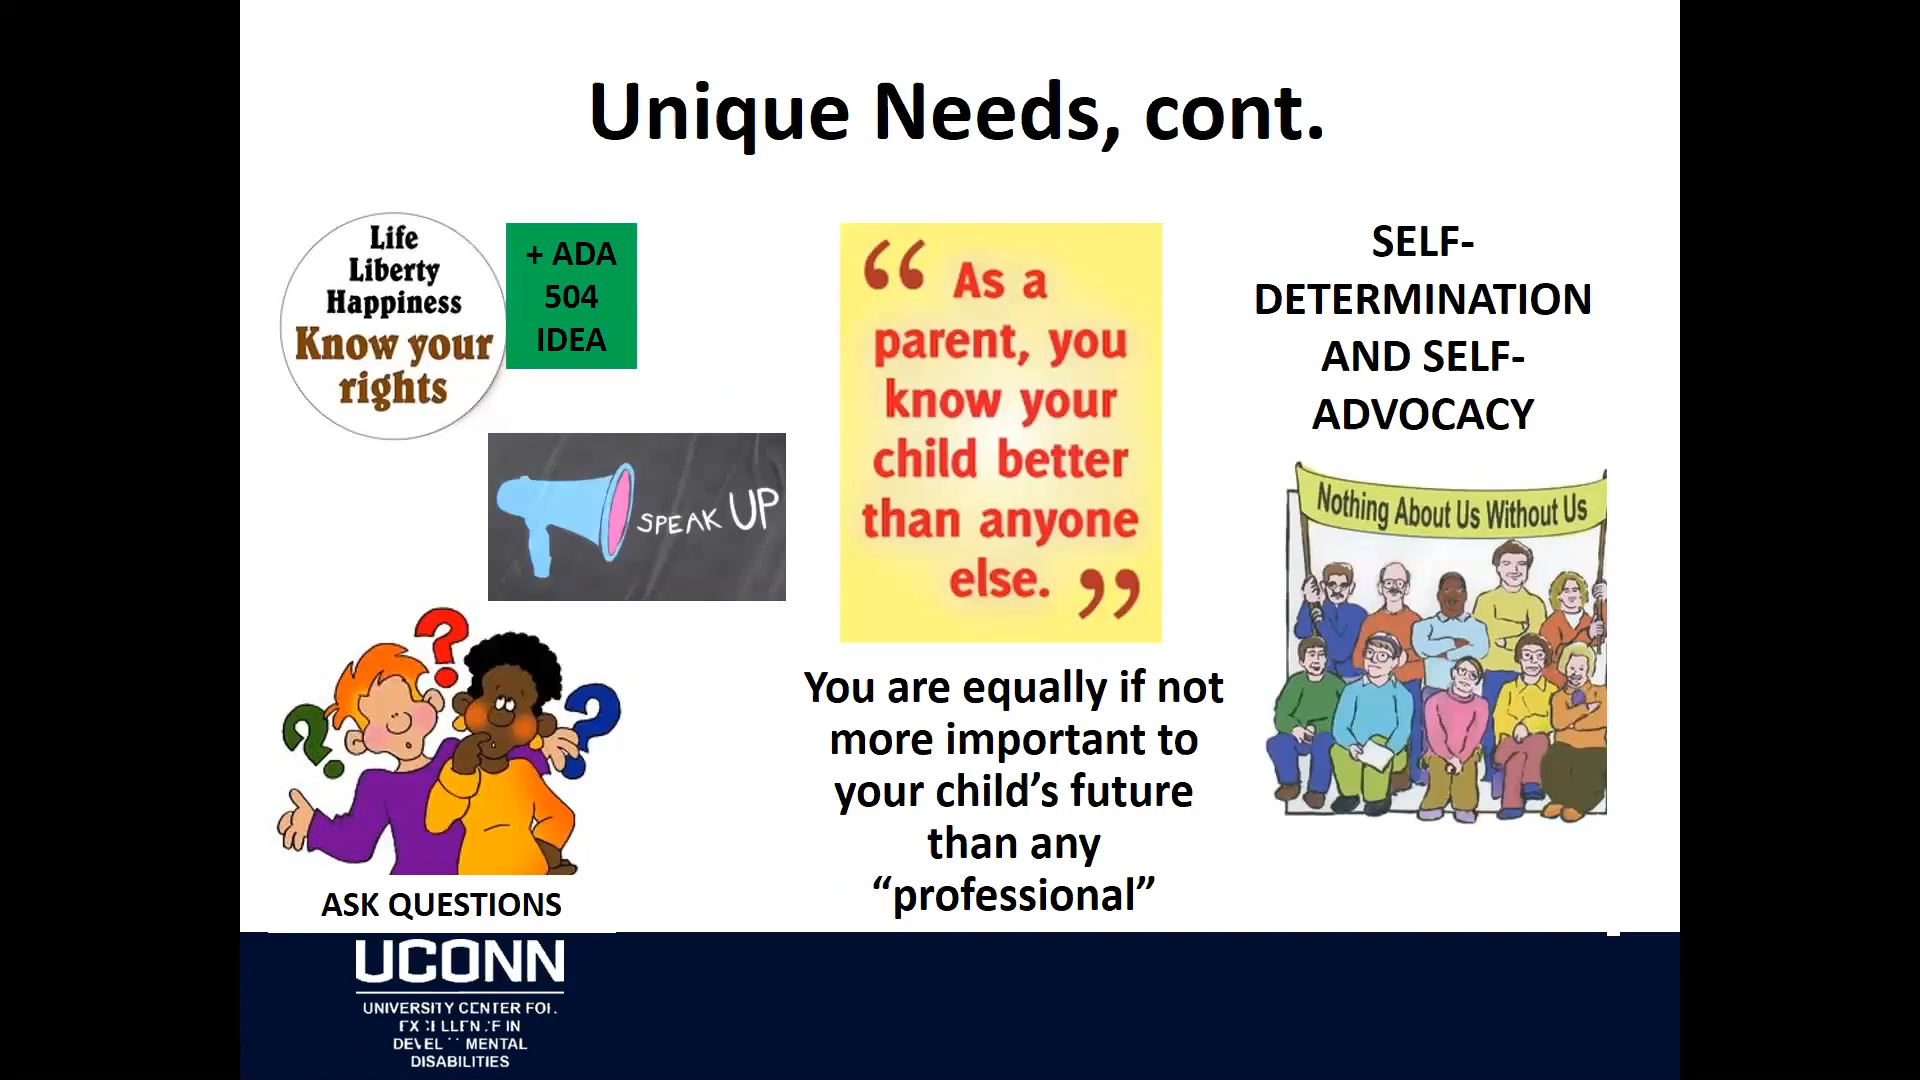 Unique Needs, cont.
Life
Liberty
Happiness
Know your
rights
+ ADA
504
IDEA
SPEAK UP
?
?
?
ASK QUESTIONS
“ As a
parent, you
know your
child better
than anyone
else. ”
You are equally if not
more important to
your child’s future
than any
“professional”
SELF-
DETERMINATION
AND SELF-
ADVOCACY
Nothing About Us Without Us
UCONN
UNIVERSITY CENTER FOR
IN
MENTAL
DISABILITIES